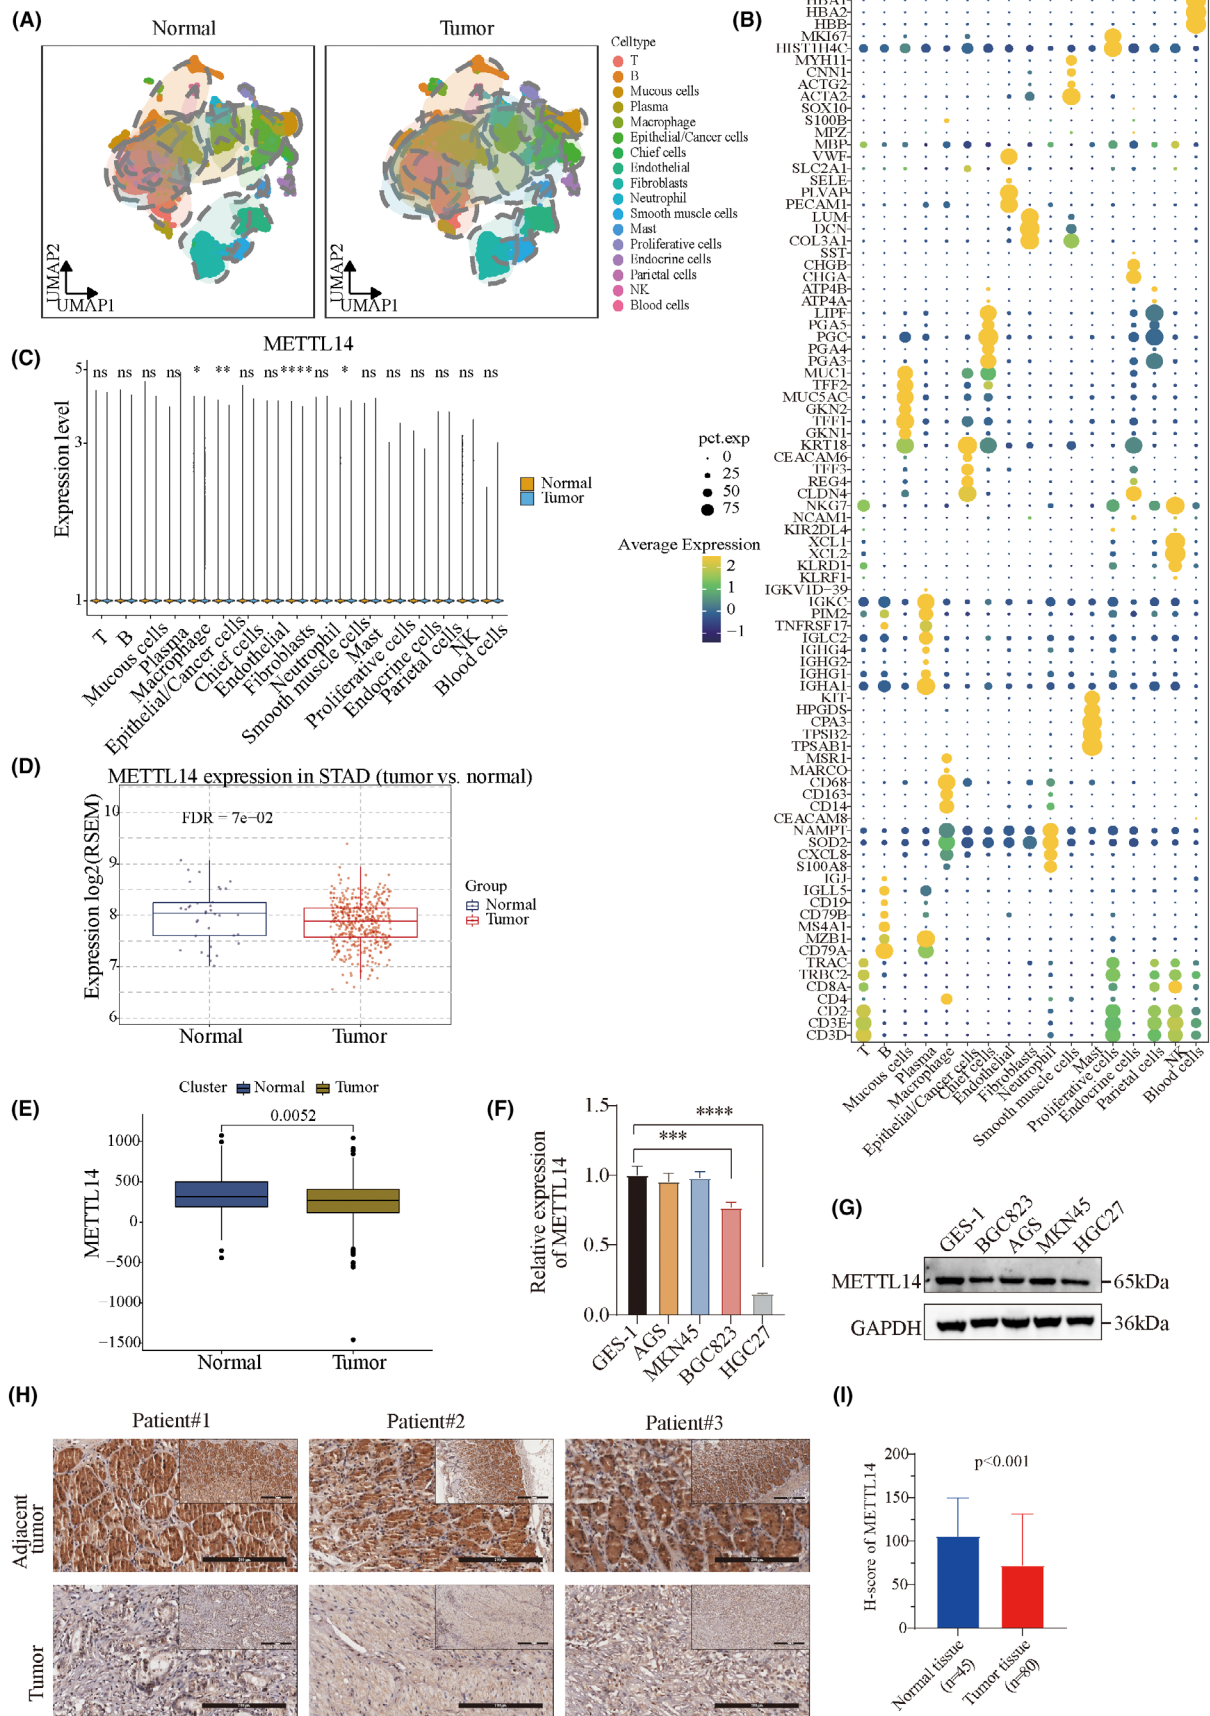 (A)
Normal
Tumor
UMAP2
UMAP1
UMAP2
UMAP1
Celltype
T
B
Mucous cells
Plasma
Macrophage
Epithelial/Cancer cells
Chief cells
Endothelial
Fibroblasts
Neutrophil
Smooth muscle cells
Mast
Proliferative cells
Endocrine cells
Parietal cells
NK
Blood cells
(B)
HBA1
HBA2
HBB
MKI67
HIST1H4C
MYH11
CNN1
ACTG2
ACTA2
SOX10
S100B
MPZ
MBP
VWF
SLC2A1
SELE
PLVAP
PECAM1
LUM
DCN
COL3A1
SST
CHGB
CHGA
ATP4B
ATP4A
LIPF
PGA5
PGC
PGA4
PGA3
MUC1
TFF2
MUC5AC
GKN2
TFF1
GKN1
KRT18
CEACAM6
TFF3
REG4
CLDN4
NKG7
NCAM1
KIR2DL4
XCL1
XCL2
KLRD1
KLRF1
IGKV1D−39
IGKC
PIM2
TNFRSF17
IGLC2
IGHG4
IGHG2
IGHG1
IGHA1
KIT
HPGDS
CPA3
TPSB2
TPSAB1
MSR1
MARCO
CD68
CD163
CD14
CEACAM8
NAMPT
SOD2
CXCL8
S100A8
IGJ
IGLL5
CD19
CD79B
MS4A1
MZB1
CD79A
TRAC
TRBC2
CD8A
CD4
CD2
CD3E
CD3D
T
B
Mucous cells
Plasma
Macrophage
Epithelial/Cancer cells
Chief cells
Endothelial
Fibroblasts
Neutrophil
Smooth muscle cells
Mast
Proliferative cells
Endocrine cells
Parietal cells
NK
Blood cells
pct.exp
0
25
50
75
Average Expression
2
1
0
−1
(C)
METTL14
Expression level
5
3
1
ns ns ns ns * ** ns ns **** ns * ns ns ns ns ns
Normal
Tumor
T
B
Mucous cells
Plasma
Macrophage
Epithelial/Cancer cells
Chief cells
Endothelial
Fibroblasts
Neutrophil
Smooth muscle cells
Mast
Proliferative cells
Endocrine cells
Parietal cells
NK
Blood cells
(D)
METTL14 expression in STAD (tumor vs. normal)
Expression log2(RSEM)
10
9
8
7
6
FDR = 7e−02
Normal
Tumor
Group
Normal
Tumor
(E)
Cluster Normal Tumor
0.0052
METTL14
1000
500
0
−500
−1000
−1500
Normal
Tumor
(F)
Relative expression
of METTL14
1.5
1.0
0.5
0.0
****
***
GES-1
AGS
MKN45
BGC823
HGC27
(G)
GES-1
BGC823
AGS
MKN45
HGC27
METTL14
65kDa
GAPDH
36kDa
(H)
Patient#1
Patient#2
Patient#3
Adjacent
tumor
Tumor
(I)
H-score of METTL14
200
150
100
50
0
p<0.001
Normal tissue
(n=45)
Tumor tissue
(n=80)